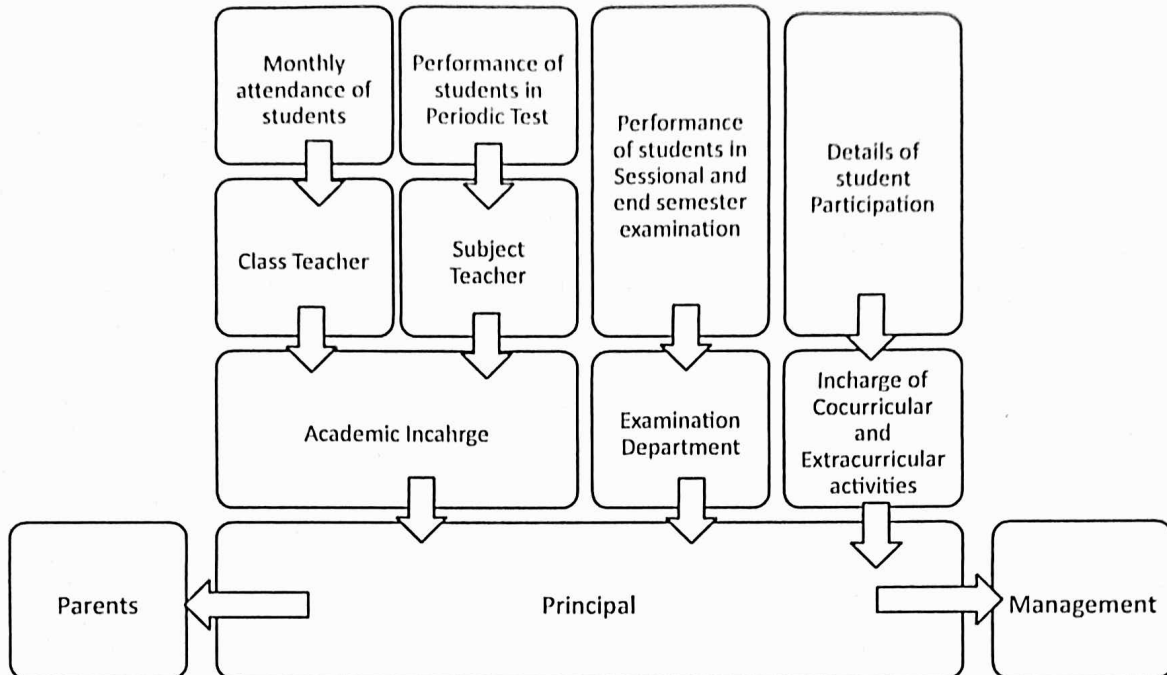 Monthly
attendance of
students
Performance of
students in
Periodic Test
Performance
of students in
Sessional and
end semester
examination
Details of
student
Participation
Class Teacher
Subject
Teacher
Academic Incahrge
Examination
Department
Incharge of
Cocurricular
and
Extracurricular
activities
Parents
Principal
Management